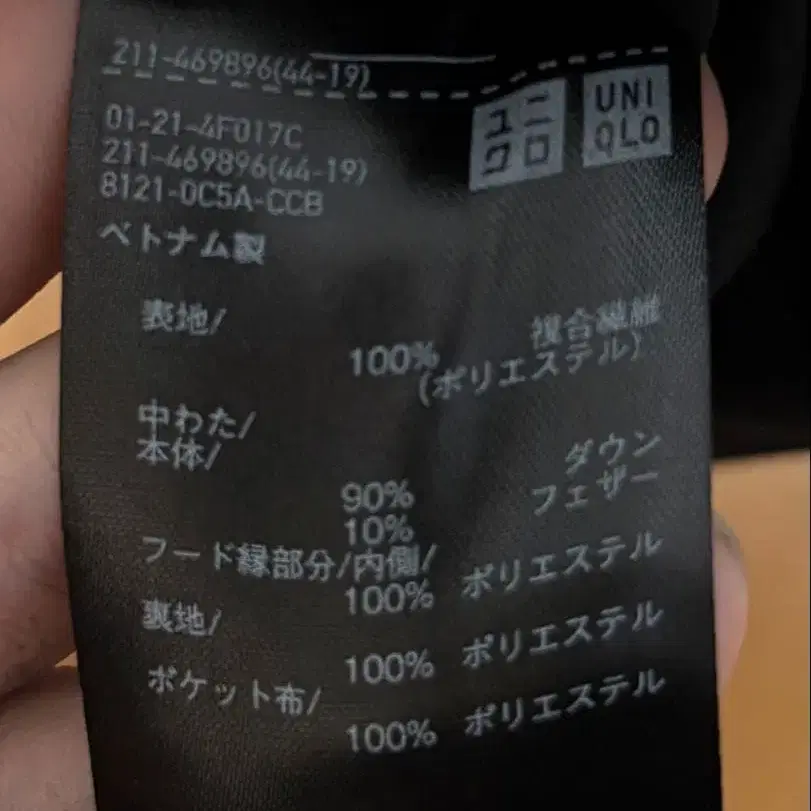 211-469896(44-19)
ユニ
クロ
UNI
QLO
01-21-4F017C
211-469896(44-19)
8121-0C5A-CCB
ベトナム製
表地/
複合繊維
100%
(ポリエステル)
中わた/
本体/
ダウン
90%
フェザー
10%
フード縁部分/内側/
100% ポリエステル
裏地/
100% ポリエステル
ポケット布/
100% ポリエステル